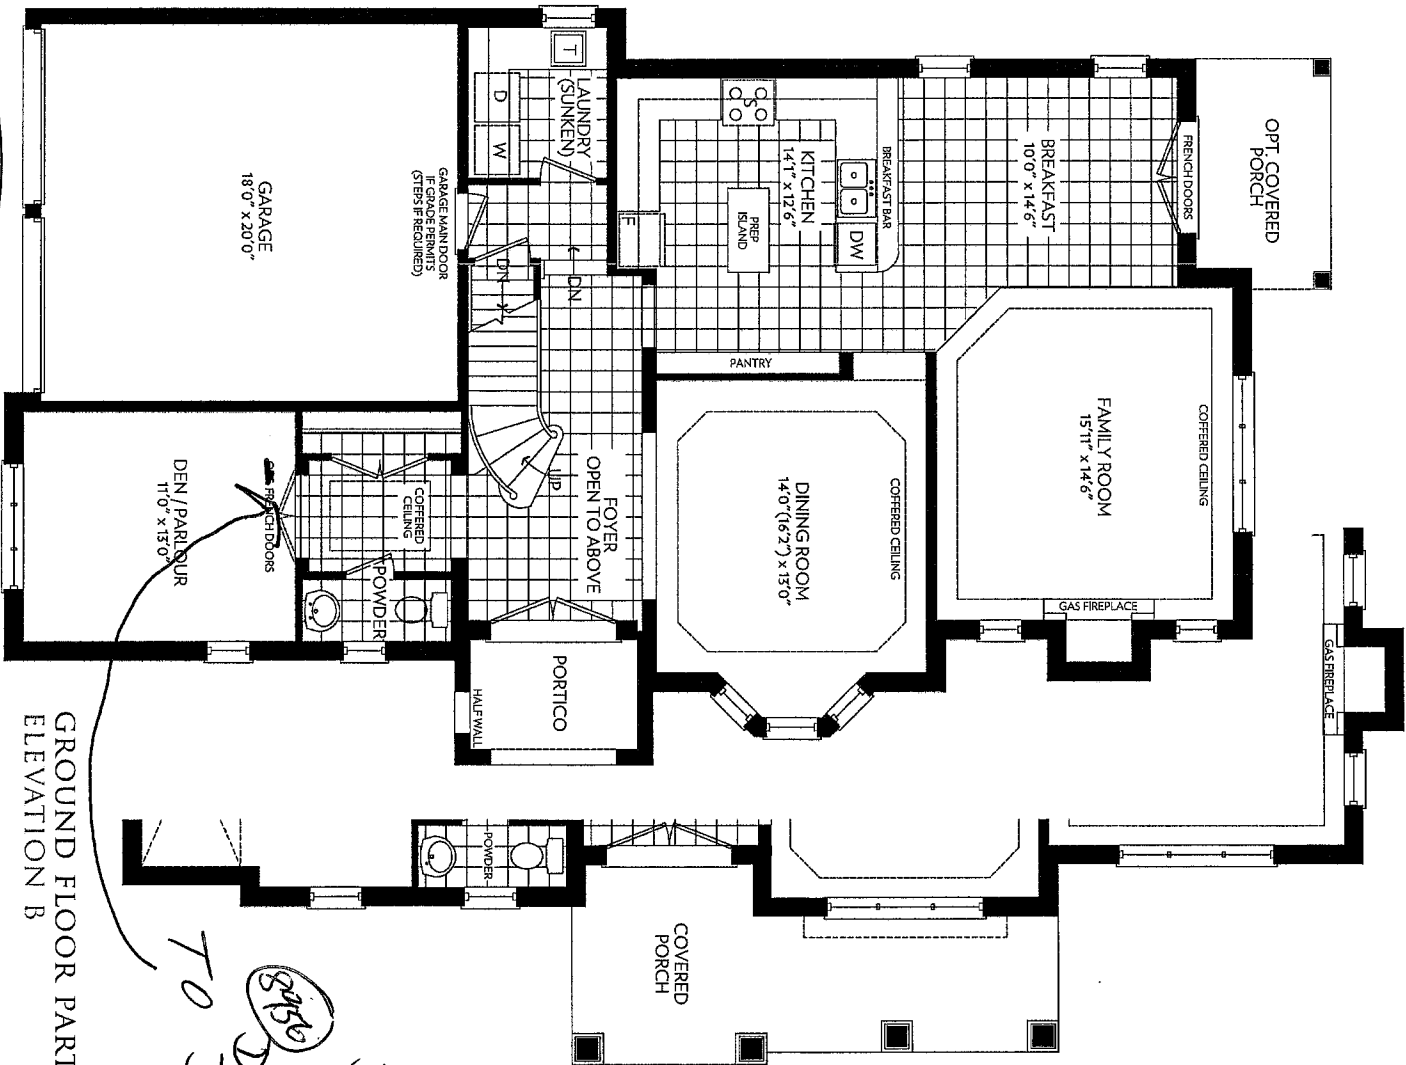 OPT. COVERED
PORCH
FRENCH DOORS
BREAKFAST
10'0" x 14'6"
BREAKFAST BAR
KITCHEN
14'1" x 12'6"
PREP
ISLAND
DW
S
F
PANTRY
T
LAUNDRY
(SUNKEN)
D
W
DN
DN
GARAGE MAIN DOOR
IF GRADE PERMITS
(STEPS IF REQUIRED)
GARAGE
18'0" x 20'0"
COFFERED CEILING
FAMILY ROOM
15'11" x 14'6"
GAS FIREPLACE
GAS FIREPLACE
COFFERED CEILING
DINING ROOM
14'0"(16'2") x 13'0"
FOYER
OPEN TO ABOVE
UP
COFFERED
CEILING
POWDER
FRENCH DOORS
DEN / PARLOUR
11'0" x 13'0"
PORTICO
HALF WALL
POWDER
COVERED
PORCH
GROUND FLOOR PART
ELEVATION B
TO
8956